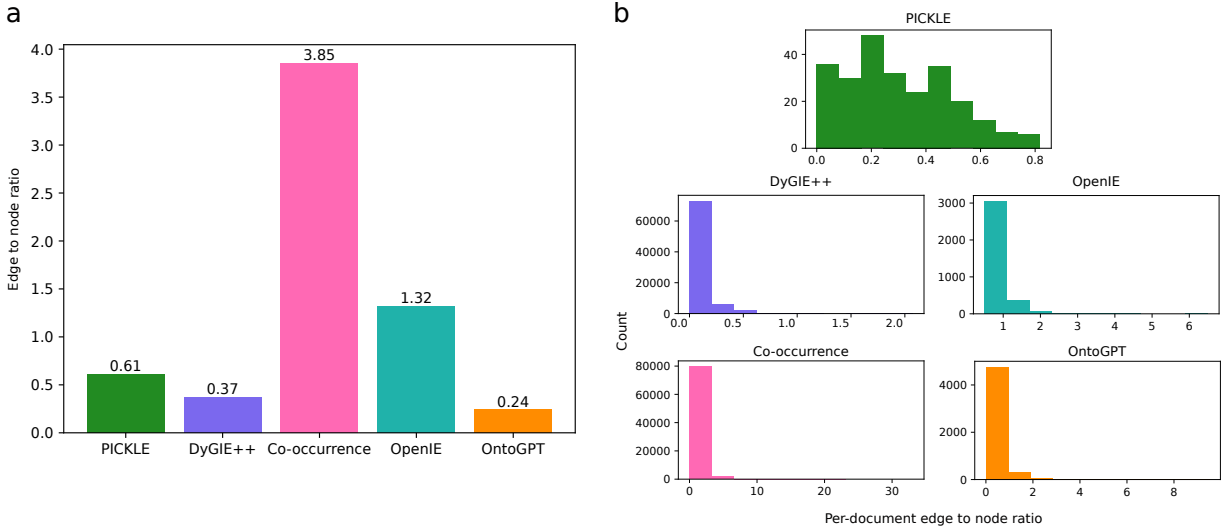 a
Edge to node ratio
4.0
3.5
3.0
2.5
2.0
1.5
1.0
0.5
0.0
0.61
0.37
3.85
1.32
0.24
PICKLE DyGIE++ Co-occurrence OpenIE OntoGPT
b
PICKLE
40
20
0
0.0 0.2 0.4 0.6 0.8
DyGIE++
60000
40000
20000
0
0.0 0.5 1.0 1.5 2.0
OpenIE
3000
2000
1000
0
1 2 3 4 5 6
Count
Co-occurrence
80000
60000
40000
20000
0
0 10 20 30
OntoGPT
4000
2000
0
0 2 4 6 8
Per-document edge to node ratio